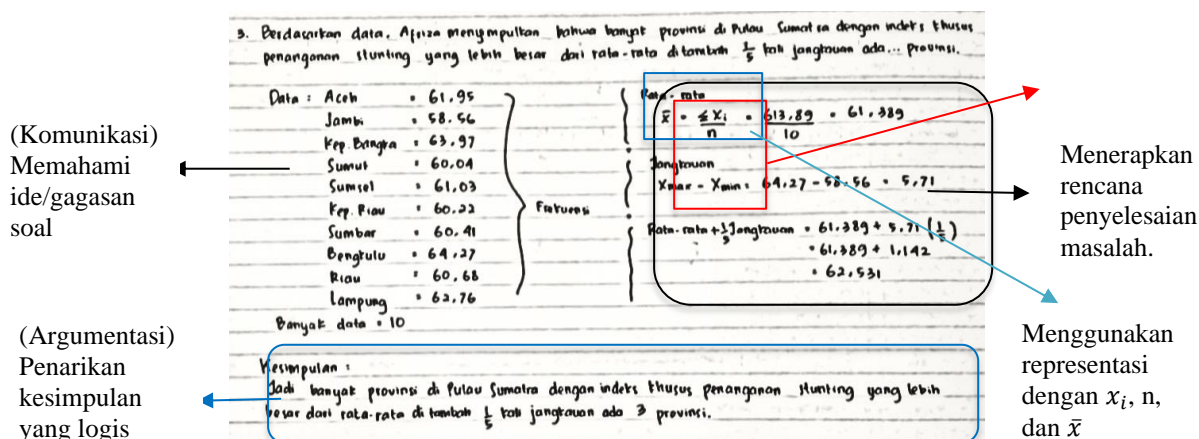 3. Berdasarkan data, Afriza menyimpulkan bahwa banyak provinsi di Pulau Sumatra dengan indeks khusus
penanganan stunting yang lebih besar dari rata-rata ditambah 1/5 kali jangkauan ada... provinsi.
Data : Aceh = 61,95
Jambi = 58,56
Kep. Bangka = 63,97
Sumut = 60,04
Sumsel = 61,03
Kep. Riau = 60,22
Sumbar = 60,41
Bengkulu = 64,27
Riau = 60,68
Lampung = 62,76
Banyak data = 10
Frekuensi
Rata-rata
x̄ = ≤xi/n = 613,89/10 = 61,389
Jangkauan
Xmax - Xmin = 64,27 - 58,56 = 5,71
Rata-rata + 1/5 Jangkauan = 61,389 + 5,71 (1/5)
= 61,389 + 1,142
= 62,531
Kesimpulan :
Jadi banyak provinsi di Pulau Sumatra dengan indeks khusus penanganan stunting yang lebih
besar dari rata-rata ditambah 1/5 kali jangkauan ada 3 provinsi.
(Komunikasi)
Memahami
ide/gagasan
soal
(Argumentasi)
Penarikan
kesimpulan
yang logis
Menerapkan
rencana
penyelesaian
masalah.
Menggunakan
representasi
dengan xᵢ, n,
dan x̄